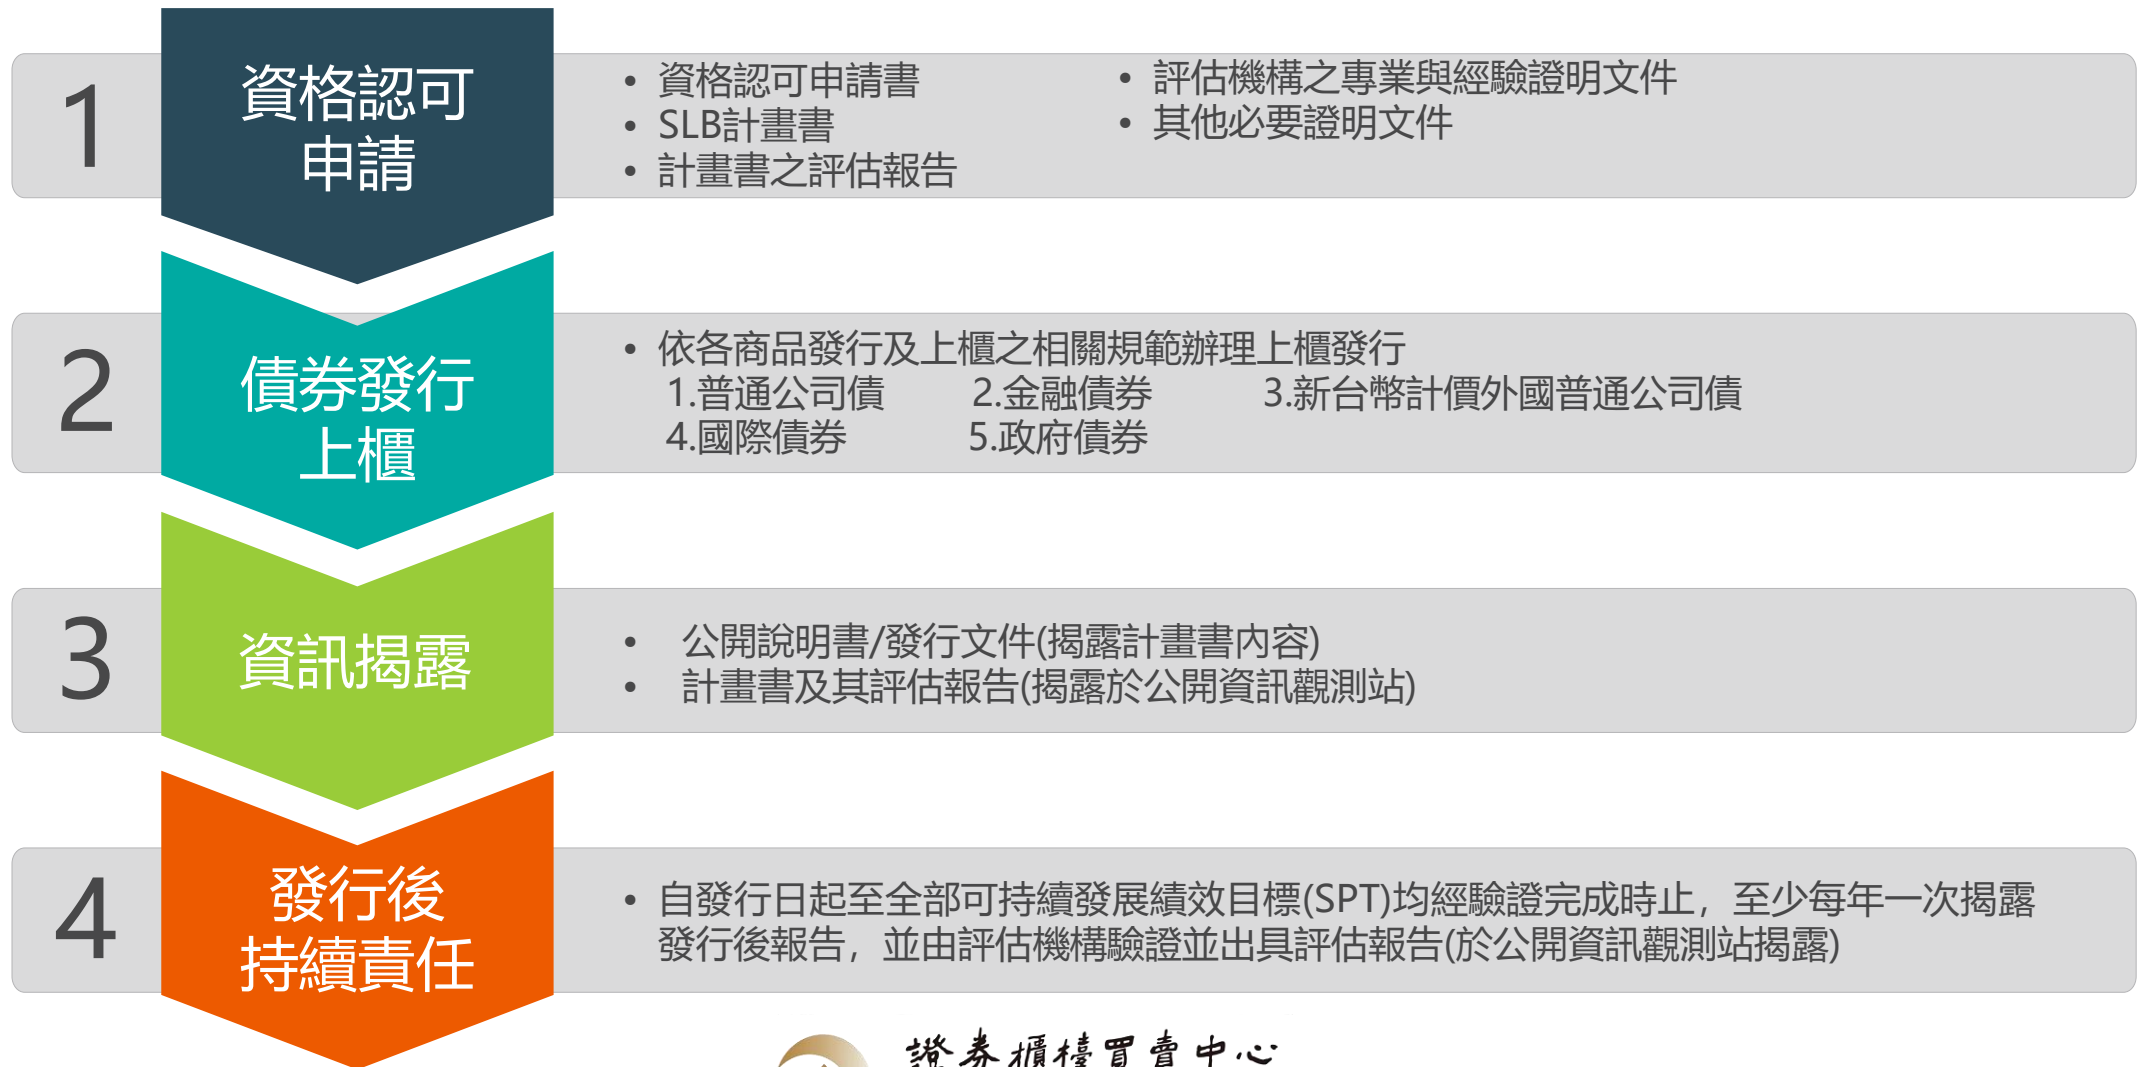 1
資格認可
申請
• 資格認可申請書
• SLB計畫書
• 計畫書之評估報告
• 評估機構之專業與經驗證明文件
• 其他必要證明文件
2
債券發行
上櫃
• 依各商品發行及上櫃之相關規範辦理上櫃發行
1.普通公司債 2.金融債券 3.新台幣計價外國普通公司債
4.國際債券 5.政府債券
3
資訊揭露
• 公開說明書/發行文件(揭露計畫書內容)
• 計畫書及其評估報告(揭露於公開資訊觀測站)
4
發行後
持續責任
• 自發行日起至全部可持續發展績效目標(SPT)均經驗證完成時止，至少每年一次揭露
發行後報告，並由評估機構驗證並出具評估報告(於公開資訊觀測站揭露)
證券櫃檯買賣中心